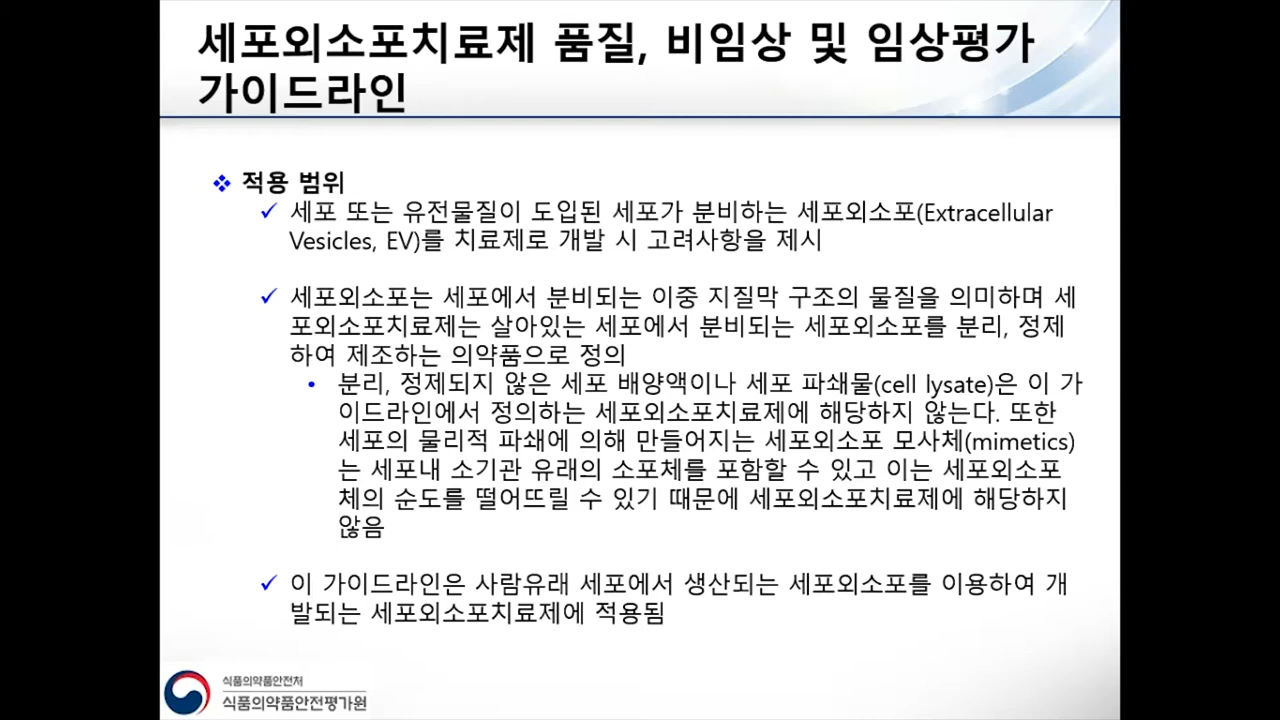 세포외소포치료제 품질, 비임상 및 임상평가
가이드라인
적용 범위
세포 또는 유전물질이 도입된 세포가 분비하는 세포외소포(Extracellular
Vesicles, EV)를 치료제로 개발 시 고려사항을 제시
세포외소포는 세포에서 분비되는 이중 지질막 구조의 물질을 의미하며 세
포외소포치료제는 살아있는 세포에서 분비되는 세포외소포를 분리, 정제
하여 제조하는 의약품으로 정의
• 분리, 정제되지 않은 세포 배양액이나 세포 파쇄물(cell lysate)은 이 가
이드라인에서 정의하는 세포외소포치료제에 해당하지 않는다. 또한
세포의 물리적 파쇄에 의해 만들어지는 세포외소포 모사체(mimetics)
는 세포내 소기관 유래의 소포체를 포함할 수 있고 이는 세포외소포
체의 순도를 떨어뜨릴 수 있기 때문에 세포외소포치료제에 해당하지
않음
이 가이드라인은 사람유래 세포에서 생산되는 세포외소포를 이용하여 개
발되는 세포외소포치료제에 적용됨
식품의약품안전처
식품의약품안전평가원